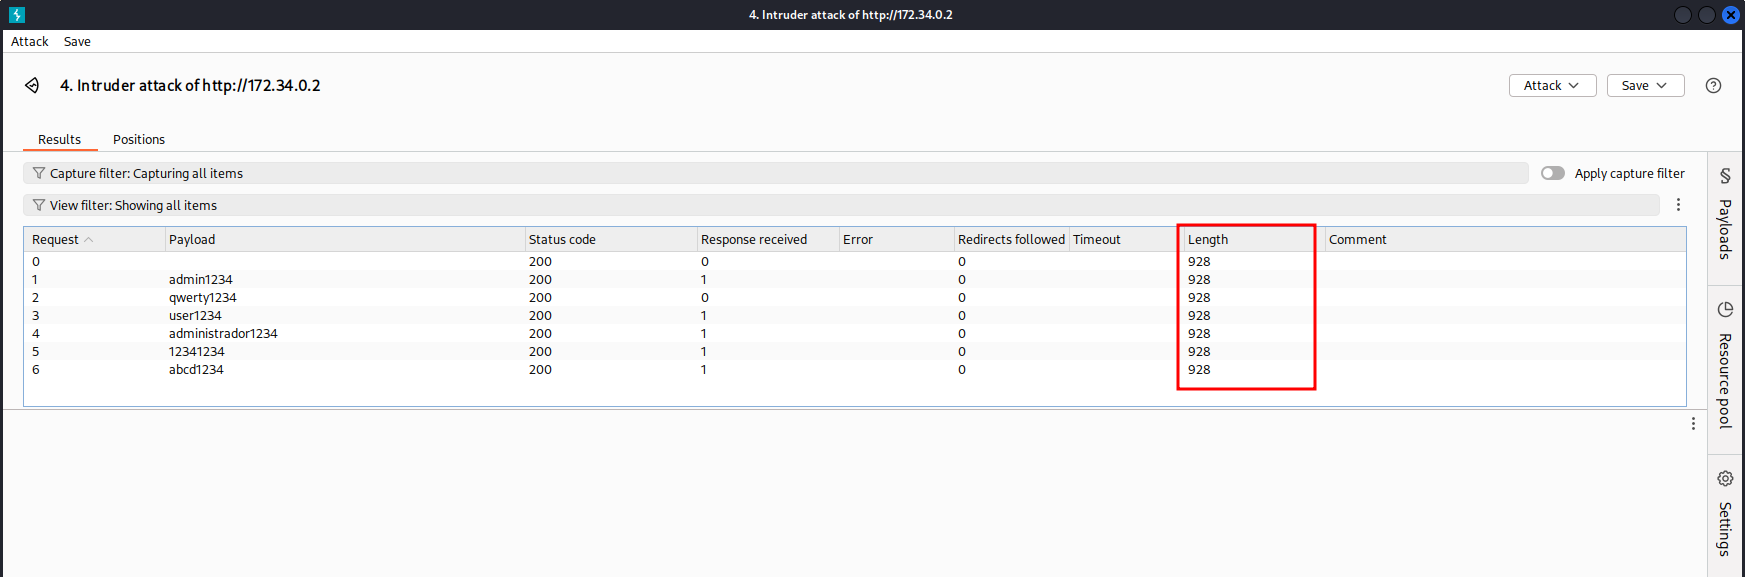 4. Intruder attack of http://172.34.0.2
Attack Save
4. Intruder attack of http://172.34.0.2
Attack Save
Results Positions
Capture filter: Capturing all items Apply capture filter
View filter: Showing all items
Request Payload Status code Response received Error Redirects followed Timeout Length Comment
0 200 0 0 928
1 admin1234 200 1 0 928
2 qwerty1234 200 0 0 928
3 user1234 200 1 0 928
4 administrador1234 200 1 0 928
5 12341234 200 1 0 928
6 abcd1234 200 1 0 928
Payloads
Resource pool
Settings